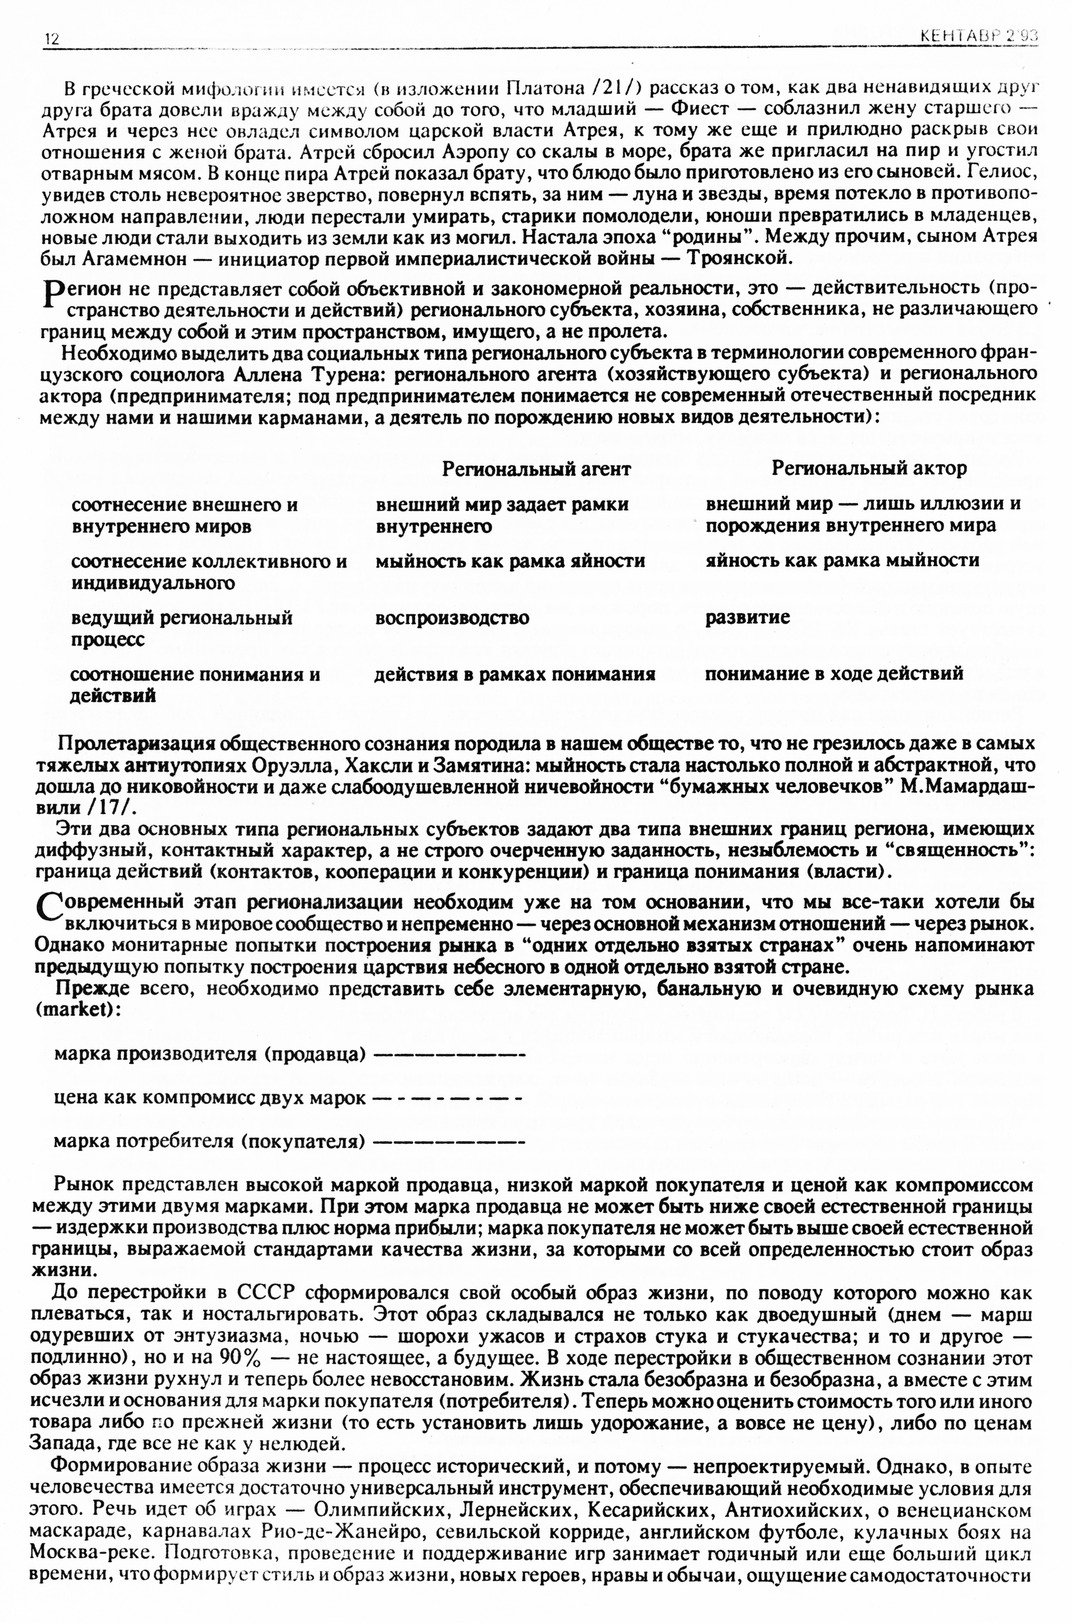 12
КЕНТАВР 2'93
В греческой мифологии имеется (в изложении Платона /21/) рассказ о том, как два ненавидящих друг
друга брата довели вражду между собой до того, что младший — Фиест — соблазнил жену старшего —
Атрея и через нее овладел символом царской власти Атрея, к тому же еще и прилюдно раскрыв свои
отношения с женой брата. Атрей сбросил Аэропу со скалы в море, брата же пригласил на пир и угостил
отварным мясом. В конце пира Атрей показал брату, что блюдо было приготовлено из его сыновей. Гелиос,
увидев столь невероятное зверство, повернул вспять, за ним — луна и звезды, время потекло в противопо-
ложном направлении, люди перестали умирать, старики помолодели, юноши превратились в младенцев,
новые люди стали выходить из земли как из могил. Настала эпоха “родины”. Между прочим, сыном Атрея
был Агамемнон — инициатор первой империалистической войны — Троянской.
Регион не представляет собой объективной и закономерной реальности, это — действительность (про-
странство деятельности и действий) регионального субъекта, хозяина, собственника, не различающего
границ между собой и этим пространством, имущего, а не пролета.
Необходимо выделить два социальных типа регионального субъекта в терминологии современного фран-
цузского социолога Аллена Турена: регионального агента (хозяйствующего субъекта) и регионального
актора (предпринимателя; под предпринимателем понимается не современный отечественный посредник
между нами и нашими карманами, а деятель по порождению новых видов деятельности):
Региональный агент Региональный актор
соотнесение внешнего и внешний мир задает рамки внешний мир — лишь иллюзии и
внутреннего миров внутреннего порождения внутреннего мира
соотнесение коллективного и мыйность как рамка яйности яйность как рамка мыйности
индивидуального
ведущий региональный воспроизводство развитие
процесс
соотношение понимания и действия в рамках понимания понимание в ходе действий
действий
Пролетаризация общественного сознания породила в нашем обществе то, что не грезилось даже в самых
тяжелых антиутопиях Оруэлла, Хаксли и Замятина: мыйность стала настолько полной и абстрактной, что
дошла до никовойности и даже слабоодушевленной ничевойности “бумажных человечков” М.Мамардаш-
вили /17/.
Эти два основных типа региональных субъектов задают два типа внешних границ региона, имеющих
диффузный, контактный характер, а не строго очерченную заданность, незыблемость и “священность”:
граница действий (контактов, кооперации и конкуренции) и граница понимания (власти).
Современный этап регионализации необходим уже на том основании, что мы все-таки хотели бы
включиться в мировое сообщество и непременно — через основной механизм отношений — через рынок.
Однако монитарные попытки построения рынка в “одних отдельно взятых странах” очень напоминают
предыдущую попытку построения царствия небесного в одной отдельно взятой стране.
Прежде всего, необходимо представить себе элементарную, банальную и очевидную схему рынка
(market):
марка производителя (продавца) ————————
цена как компромисс двух марок — - — - — - — -
марка потребителя (покупателя) ————————
Рынок представлен высокой маркой продавца, низкой маркой покупателя и ценой как компромиссом
между этими двумя марками. При этом марка продавца не может быть ниже своей естественной границы
— издержки производства плюс норма прибыли; марка покупателя не может быть выше своей естественной
границы, выражаемой стандартами качества жизни, за которыми со всей определенностью стоит образ
жизни.
До перестройки в СССР сформировался свой особый образ жизни, по поводу которого можно как
плеваться, так и ностальгировать. Этот образ складывался не только как двоедушный (днем — марш
одуревших от энтузиазма, ночью — шорохи ужасов и страхов стука и стукачества; и то и другое —
подлинно), но и на 90% — не настоящее, а будущее. В ходе перестройки в общественном сознании этот
образ жизни рухнул и теперь более невосстановим. Жизнь стала безобразна и безобразна, а вместе с этим
исчезли и основания для марки покупателя (потребителя). Теперь можно оценить стоимость того или иного
товара либо по прежней жизни (то есть установить лишь удорожание, а вовсе не цену), либо по ценам
Запада, где все не как у нелюдей.
Формирование образа жизни — процесс исторический, и потому — непроектируемый. Однако, в опыте
человечества имеется достаточно универсальный инструмент, обеспечивающий необходимые условия для
этого. Речь идет об играх — Олимпийских, Лернейских, Кесарийских, Антиохийских, о венецианском
маскараде, карнавалах Рио-де-Жанейро, севильской корриде, английском футболе, кулачных боях на
Москва-реке. Подготовка, проведение и поддерживание игр занимает годичный или еще больший цикл
времени, что формирует стиль и образ жизни, новых героев, нравы и обычаи, ощущение самодостаточности